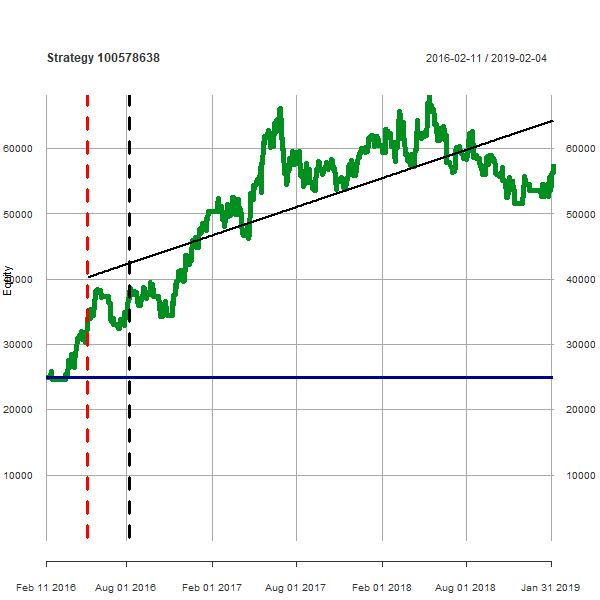 Strategy 100578638
2016-02-11 / 2019-02-04
60000
60000
50000
50000
40000
40000
Equity
30000
30000
20000
20000
10000
10000
Feb 11 2016
Aug 01 2016
Feb 01 2017
Aug 01 2017
Feb 01 2018
Aug 01 2018
Jan 31 2019